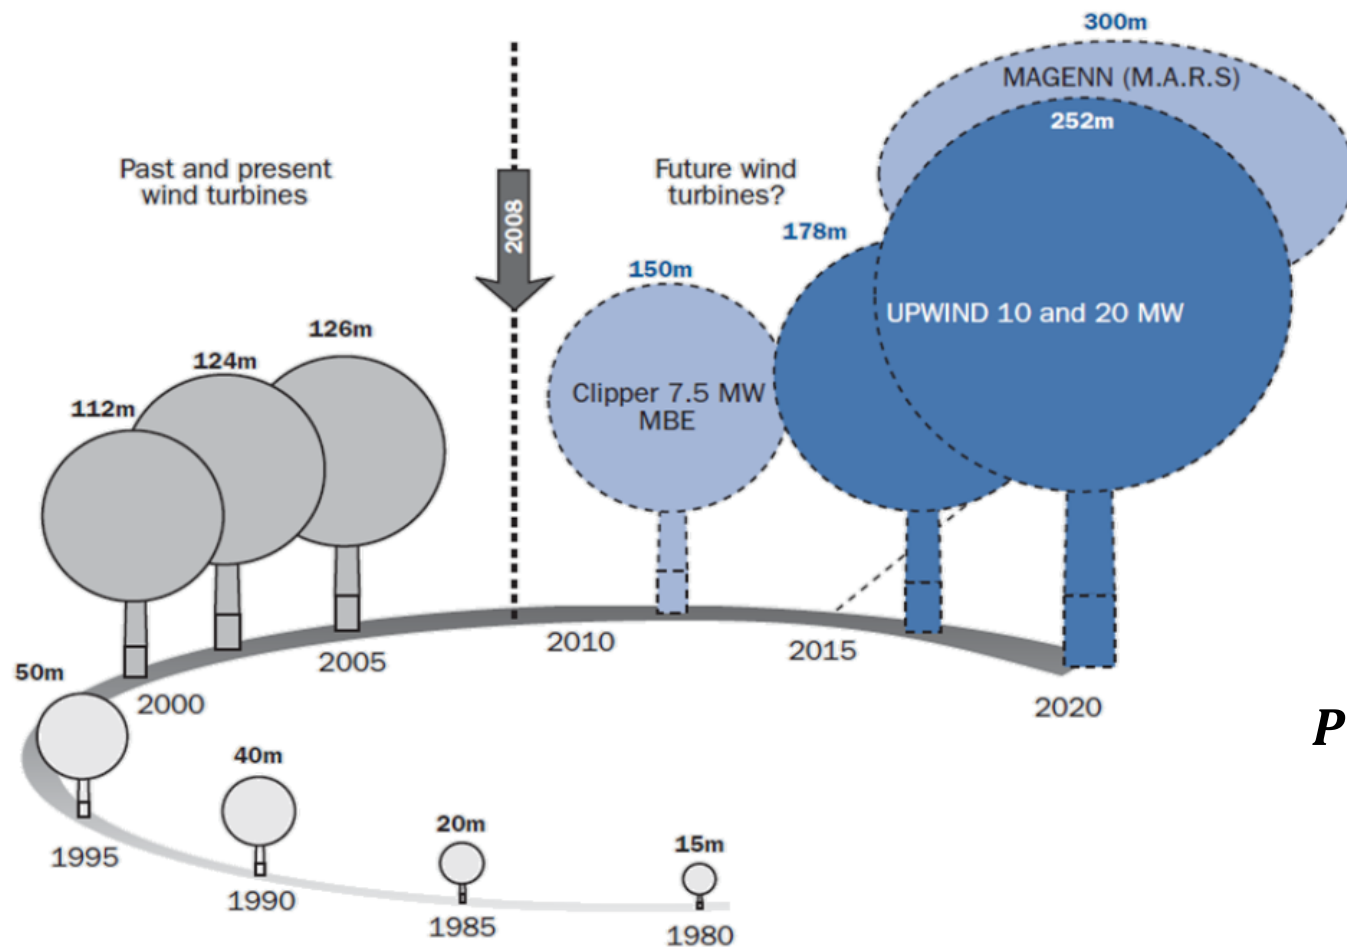 300m
MAGENN (M.A.R.S)
252m
Past and present
wind turbines
Future wind
turbines?
2008
178m
150m
UPWIND 10 and 20 MW
126m
124m
112m
Clipper 7.5 MW
MBE
2010
2015
2005
2000
2020
50m
P
40m
20m
15m
1995
1990
1985
1980